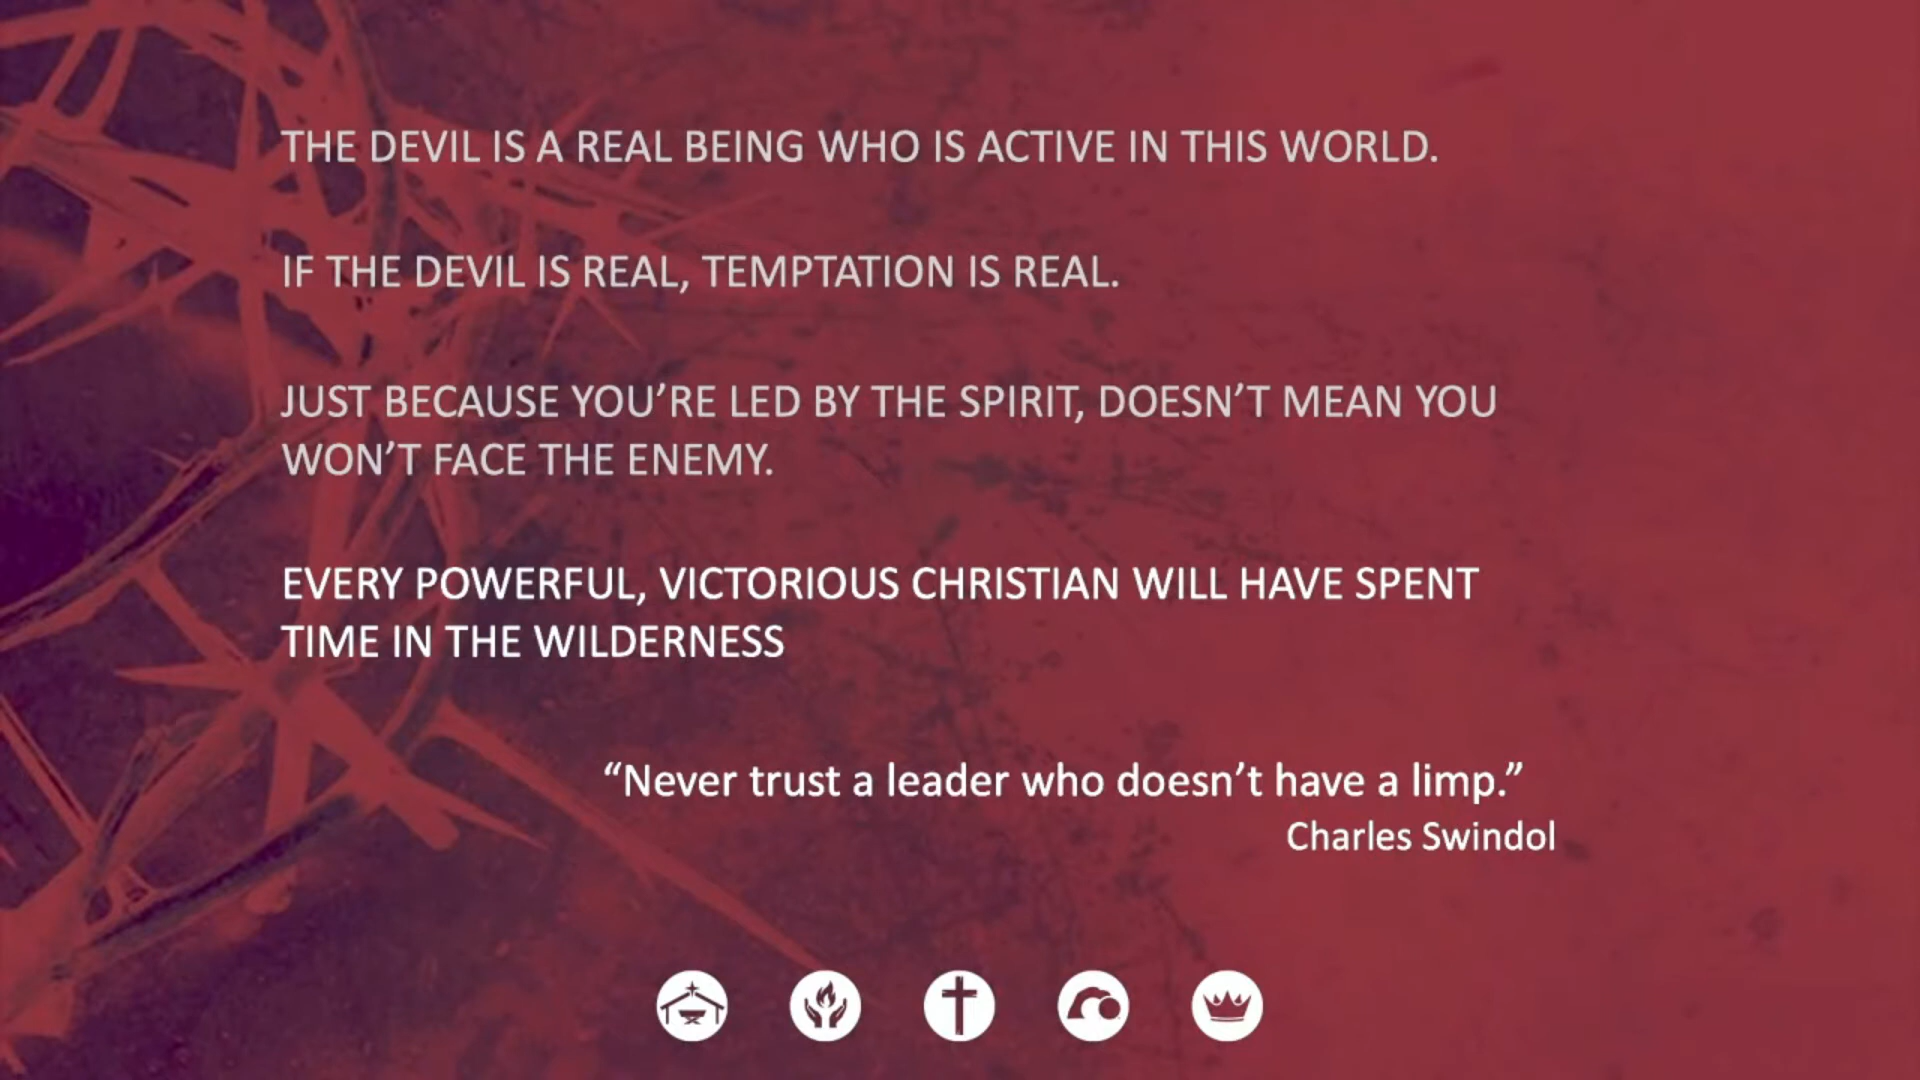 THE DEVIL IS A REAL BEING WHO IS ACTIVE IN THIS WORLD.
IF THE DEVIL IS REAL, TEMPTATION IS REAL.
JUST BECAUSE YOU’RE LED BY THE SPIRIT, DOESN’T MEAN YOU
WON’T FACE THE ENEMY.
EVERY POWERFUL, VICTORIOUS CHRISTIAN WILL HAVE SPENT
TIME IN THE WILDERNESS
“Never trust a leader who doesn’t have a limp.”
Charles Swindol